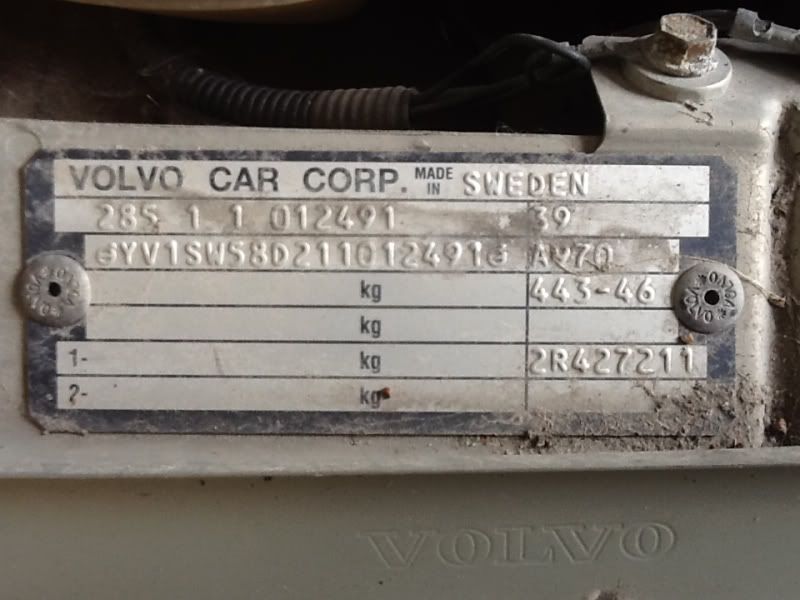 VOLVO CAR CORP. MADE IN SWEDEN
285 1 1 012491 39
YV1SW58D211012491
kg 443-46
kg
1- kg 2R427211
2- kg
VOLVO